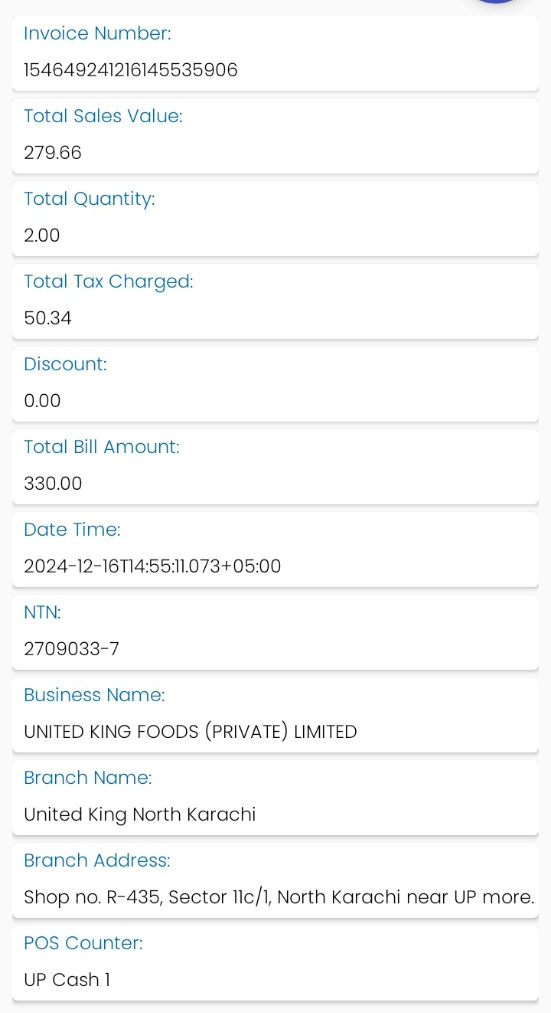 Invoice Number:
154649241216145535906
Total Sales Value:
279.66
Total Quantity:
2.00
Total Tax Charged:
50.34
Discount:
0.00
Total Bill Amount:
330.00
Date Time:
2024-12-16T14:55:11.073+05:00
NTN:
2709033-7
Business Name:
UNITED KING FOODS (PRIVATE) LIMITED
Branch Name:
United King North Karachi
Branch Address:
Shop no. R-435, Sector 11c/1, North Karachi near UP more.
POS Counter:
UP Cash 1